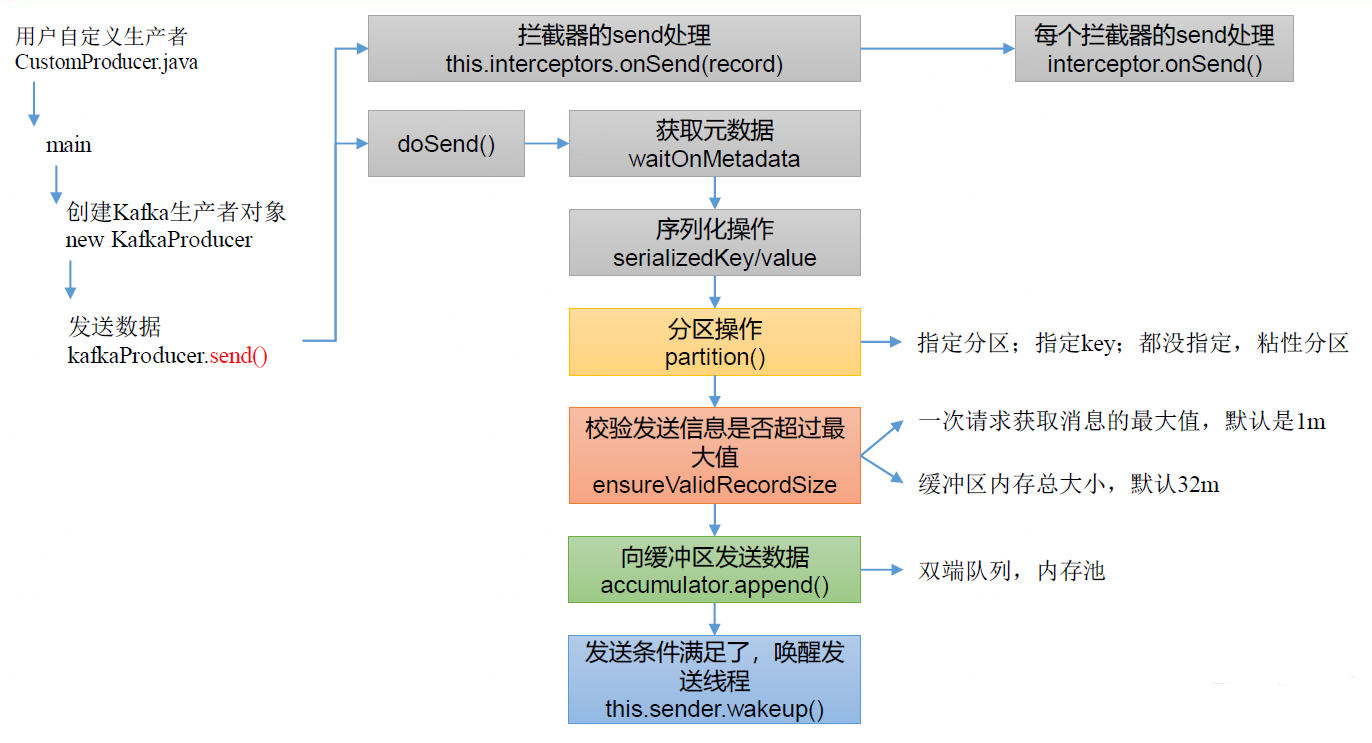 用户自定义生产者
CustomProducer.java
main
创建Kafka生产者对象
new KafkaProducer
发送数据
kafkaProducer.send()
拦截器的send处理
this.interceptors.onSend(record)
每个拦截器的send处理
interceptor.onSend()
doSend()
获取元数据
waitOnMetadata
序列化操作
serializedKey/value
分区操作
partition()
指定分区；指定key；都没指定，粘性分区
校验发送信息是否超过最
大值
ensureValidRecordSize
一次请求获取消息的最大值，默认是1m
缓冲区内存总大小，默认32m
向缓冲区发送数据
accumulator.append()
双端队列，内存池
发送条件满足了，唤醒发
送线程
this.sender.wakeup()